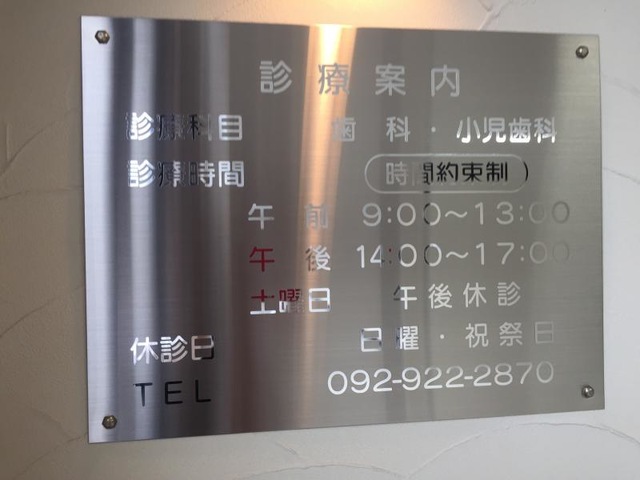 診療案内
診療科目 歯科・小児歯科
診療時間 時間約束制
午前 9:00〜13:00
午後 14:00〜17:00
土曜日 午後休診
休診日 日曜・祝祭日
TEL 092-922-2870